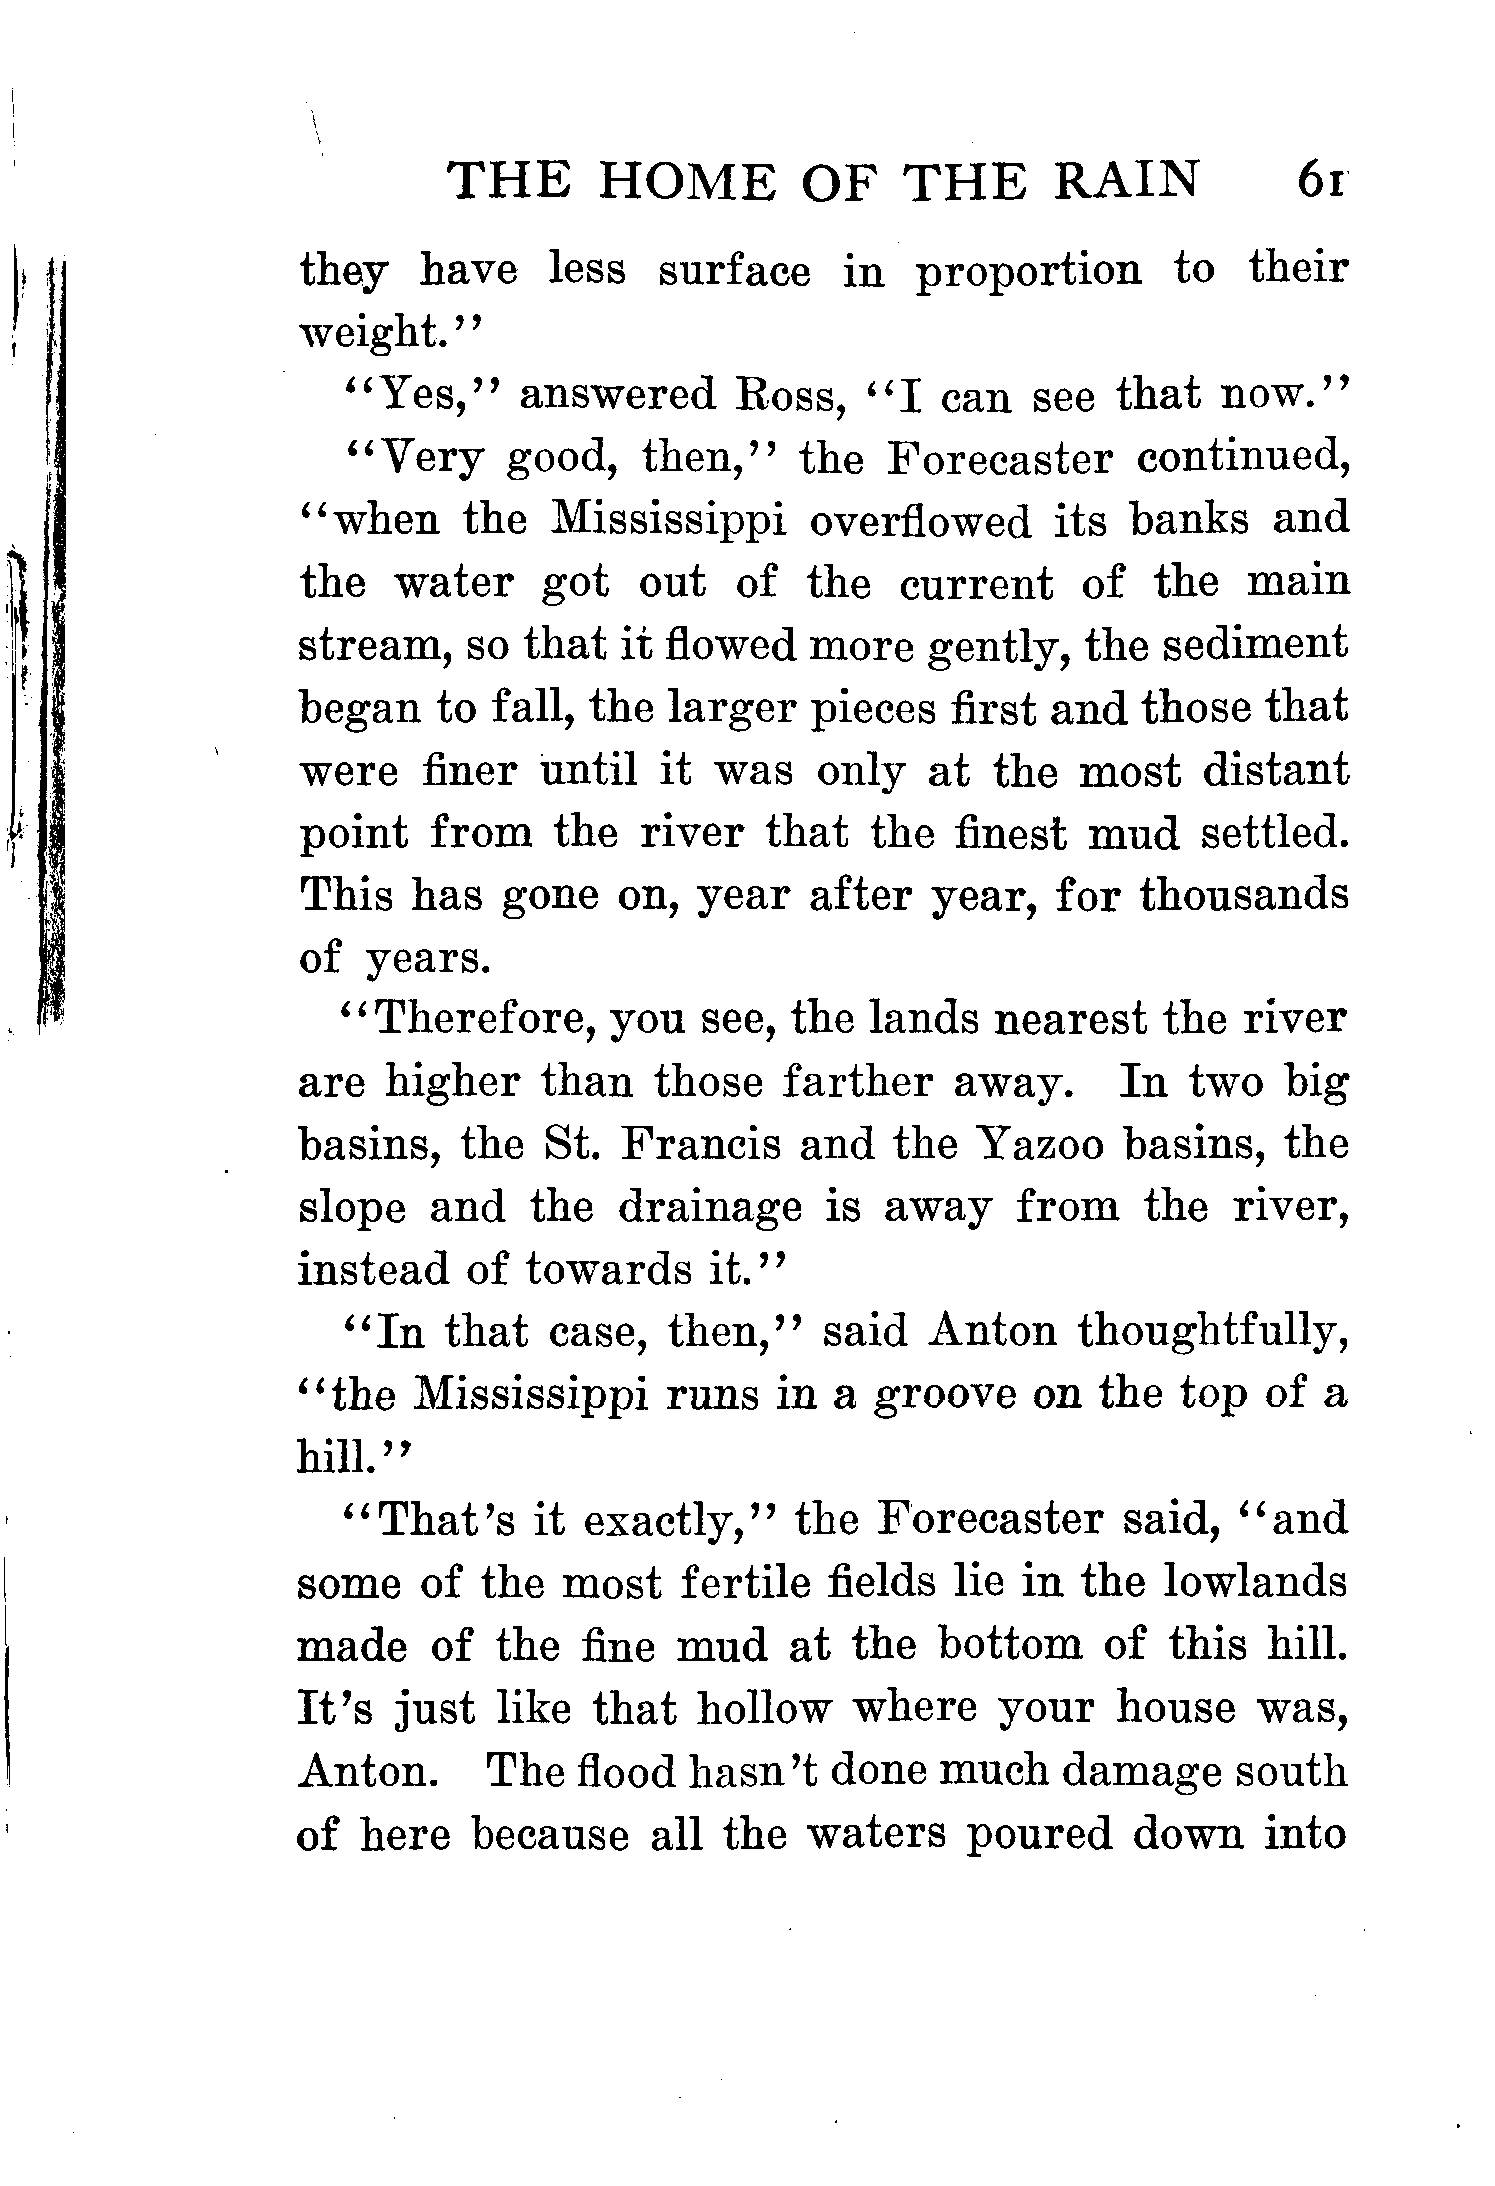 THE HOME OF THE RAIN 61
they have less surface in proportion to their
weight."
"Yes," answered Ross, "I can see that now."
"Very good, then," the Forecaster continued,
"when the Mississippi overflowed its banks and
the water got out of the current of the main
stream, so that it flowed more gently, the sediment
began to fall, the larger pieces first and those that
were finer until it was only at the most distant
point from the river that the finest mud settled.
This has gone on, year after year, for thousands
of years.
"Therefore, you see, the lands nearest the river
are higher than those farther away. In two big
basins, the St. Francis and the Yazoo basins, the
slope and the drainage is away from the river,
instead of towards it."
"In that case, then," said Anton thoughtfully,
"the Mississippi runs in a groove on the top of a
hill."
"That's it exactly," the Forecaster said, "and
some of the most fertile fields lie in the lowlands
made of the fine mud at the bottom of this hill.
It's just like that hollow where your house was,
Anton. The flood hasn't done much damage south
of here because all the waters poured down into